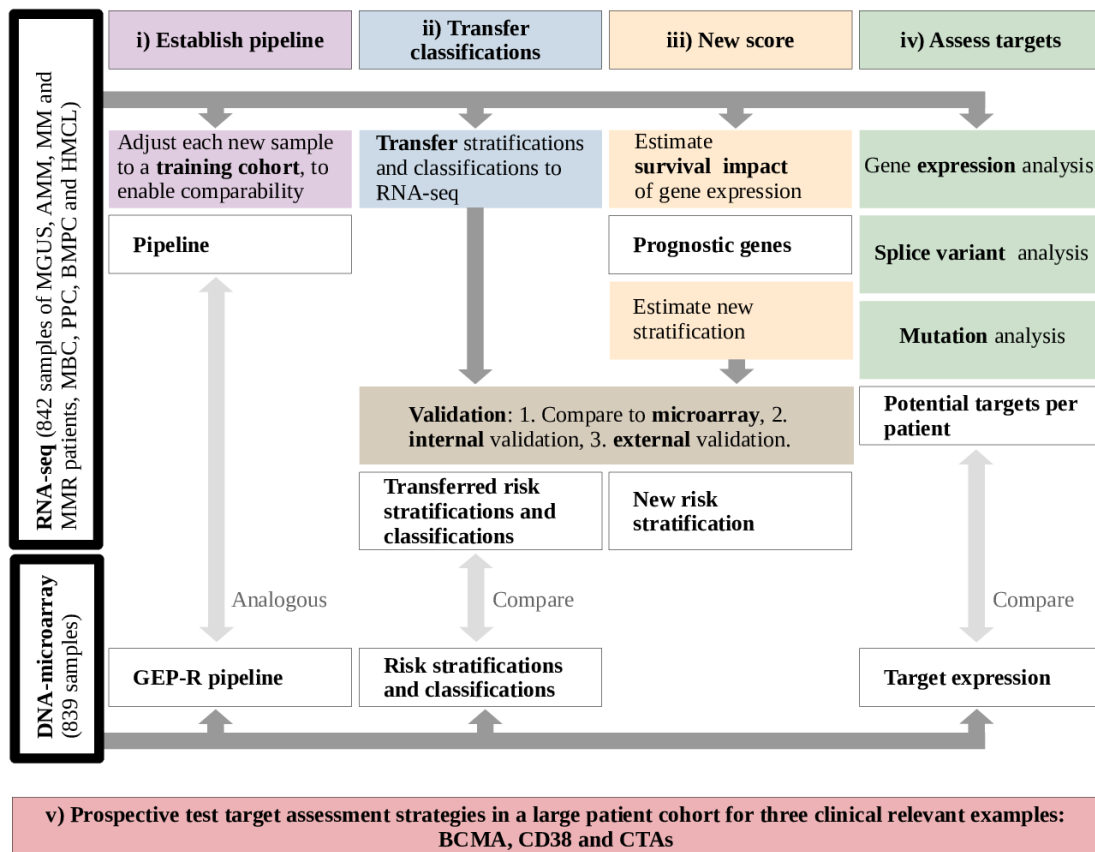 i) Establish pipeline
ii) Transfer
classifications
iii) New score
iv) Assess targets
RNA-seq (842 samples of MGUS, AMM, MM and
MMR patients, MBC, PPC, BMPC and HMCL)
Adjust each new sample
to a training cohort, to
enable comparability
Pipeline
Transfer stratifications
and classifications to
RNA-seq
Estimate
survival impact
of gene expression
Prognostic genes
Estimate new
stratification
Gene expression analysis
Splice variant analysis
Mutation analysis
Potential targets per
patient
Validation: 1. Compare to microarray, 2.
internal validation, 3. external validation.
Transferred risk
stratifications and
classifications
New risk
stratification
DNA-microarray
(839 samples)
Analogous
Compare
Compare
GEP-R pipeline
Risk stratifications
and classifications
Target expression
v) Prospective test target assessment strategies in a large patient cohort for three clinical relevant examples:
BCMA, CD38 and CTAs